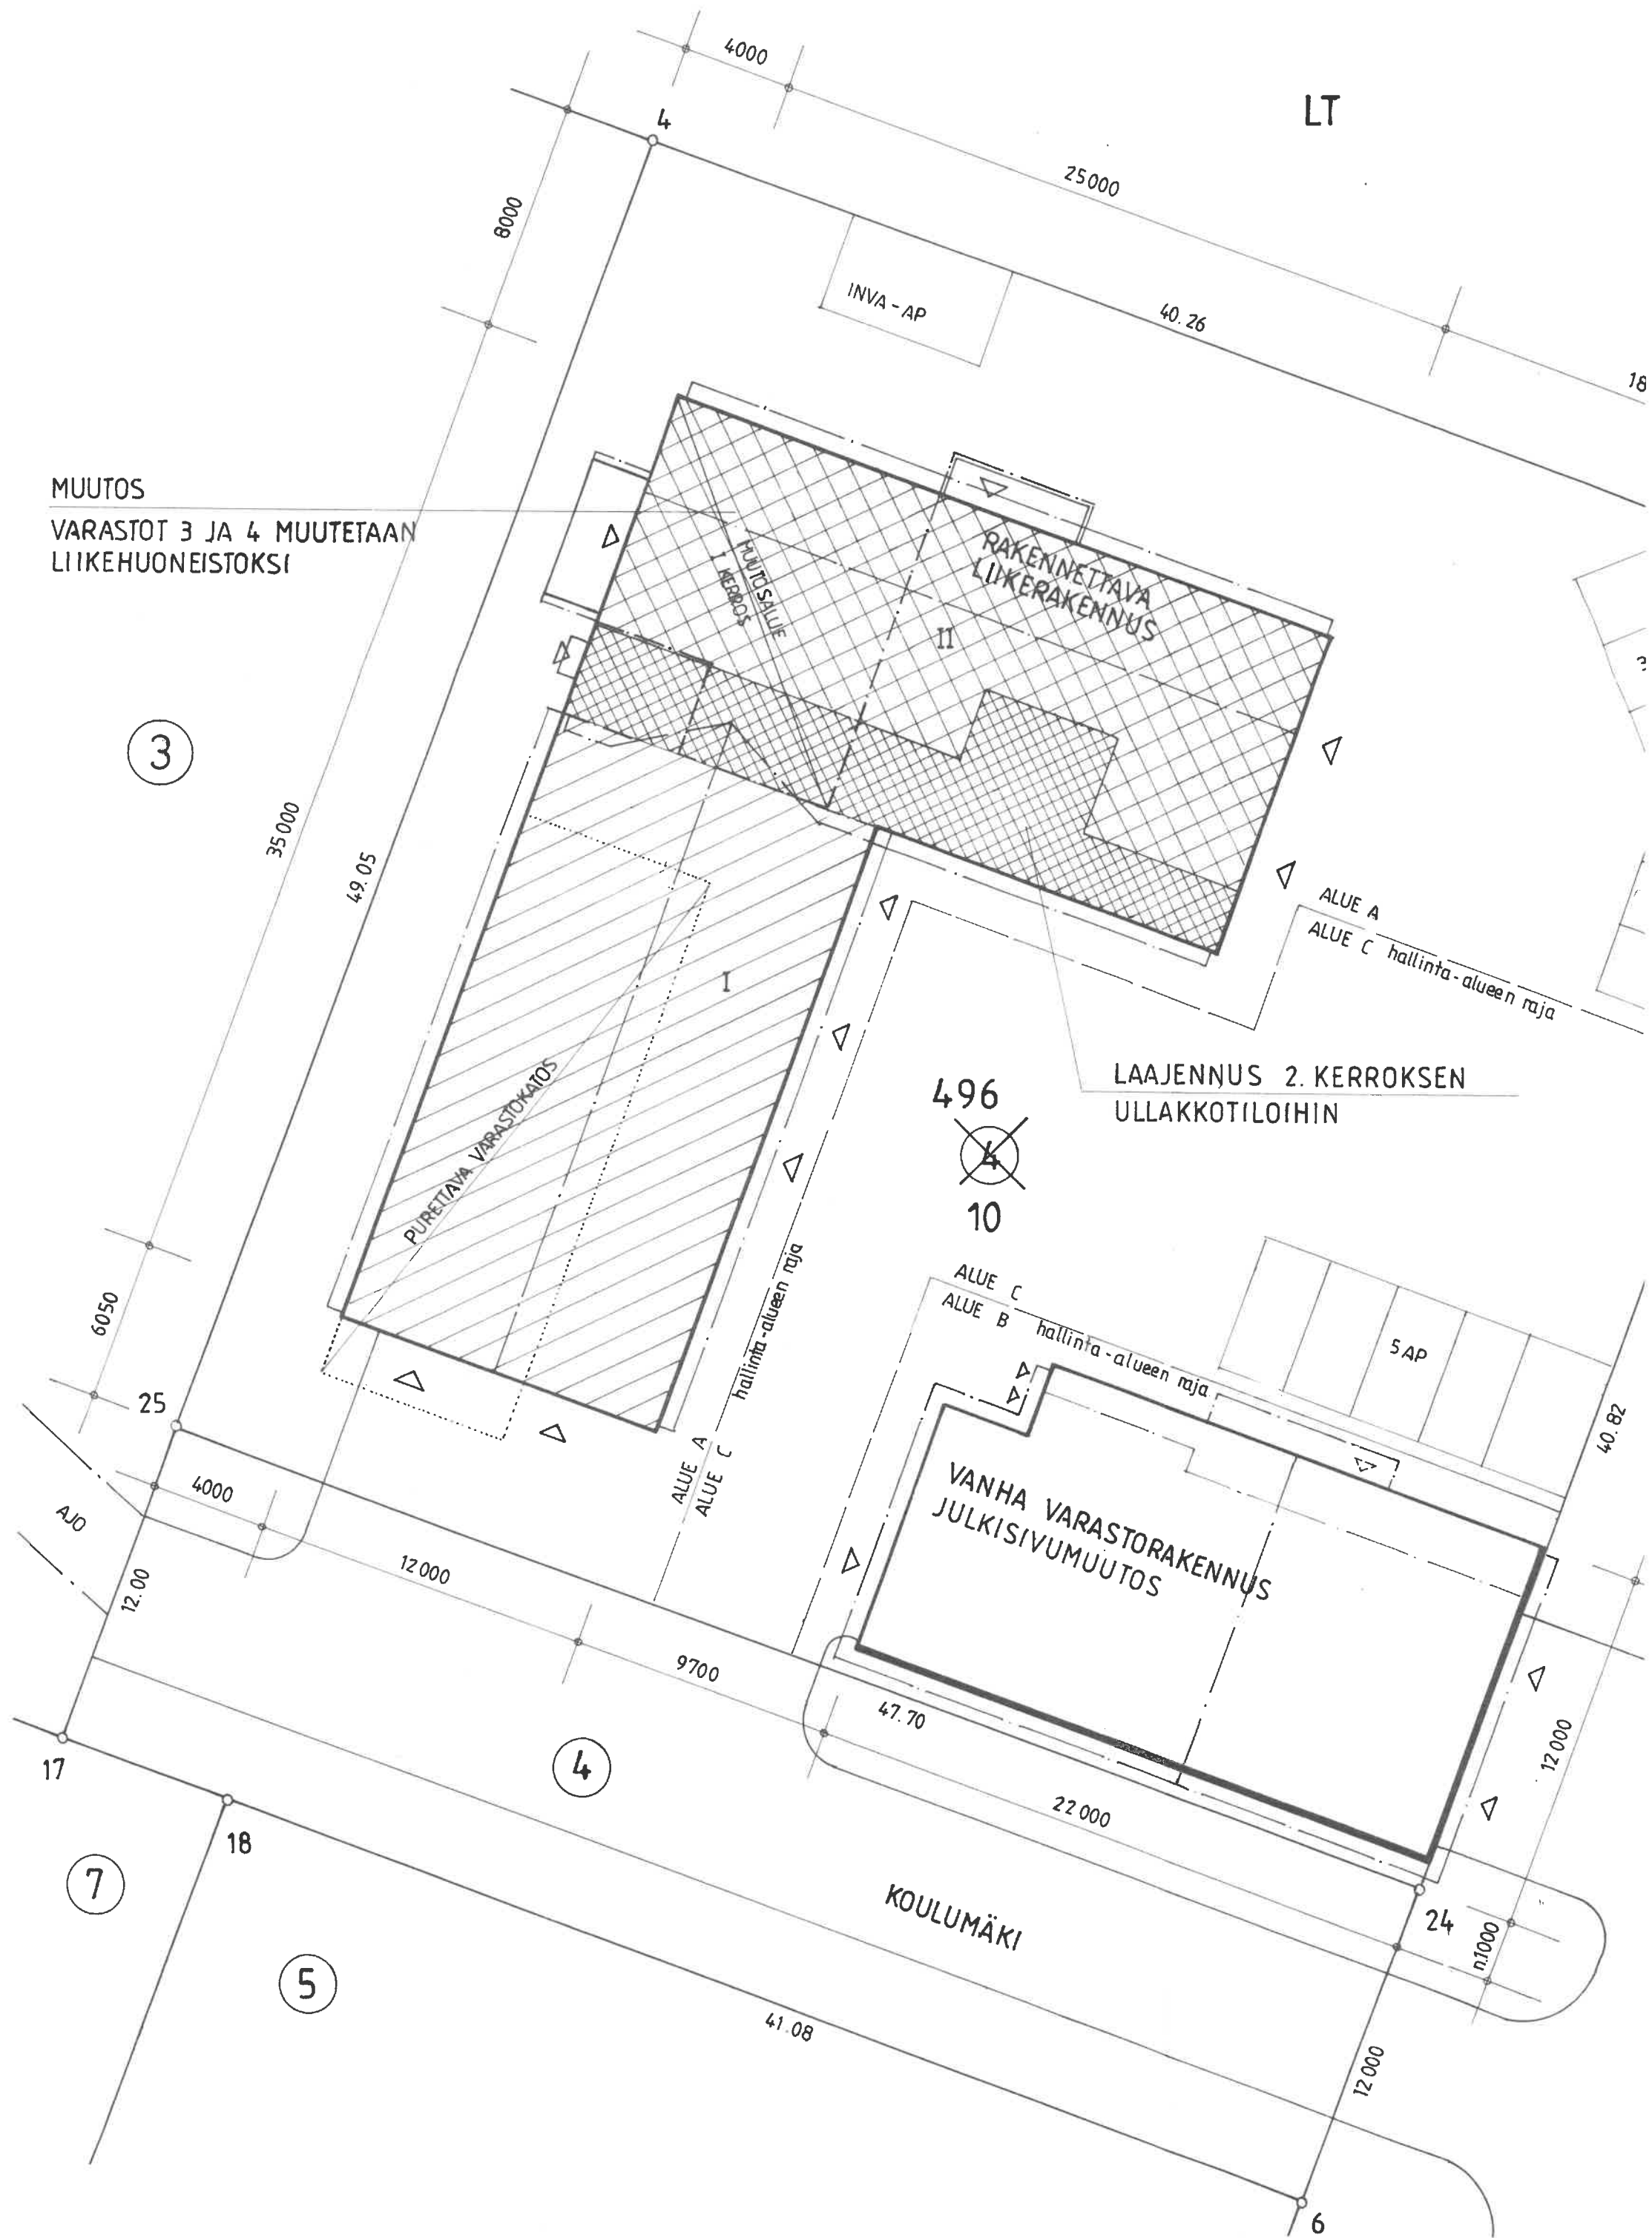 4000
LT
4
25000
8000
INVA-AP
40.26
18
MUUTOS
VARASTOT 3 JA 4 MUUTETAAN
LIIKEHUONEISTOKSI
MUUTOSALUE
I KERROS
RAKENNETTAVA
LIIKERAKENNUS
II
3
35000
49.05
ALUE A
ALUE C hallinta-alueen raja
I
LAAJENNUS 2. KERROKSEN
ULLAKKOTILOIHIN
496
4
10
PURETTAVA VARASTOKATOS
hallinta-alueen raja
ALUE A
ALUE C
ALUE C
ALUE B hallinta-alueen raja
5AP
6050
25
40.82
4000
AJO
12.00
12000
VANHA VARASTORAKENNUS
JULKISIVUMUUTOS
9700
47.70
12000
17
4
22000
18
7
KOULUMÄKI
24
n.1000
5
41.08
12000
6